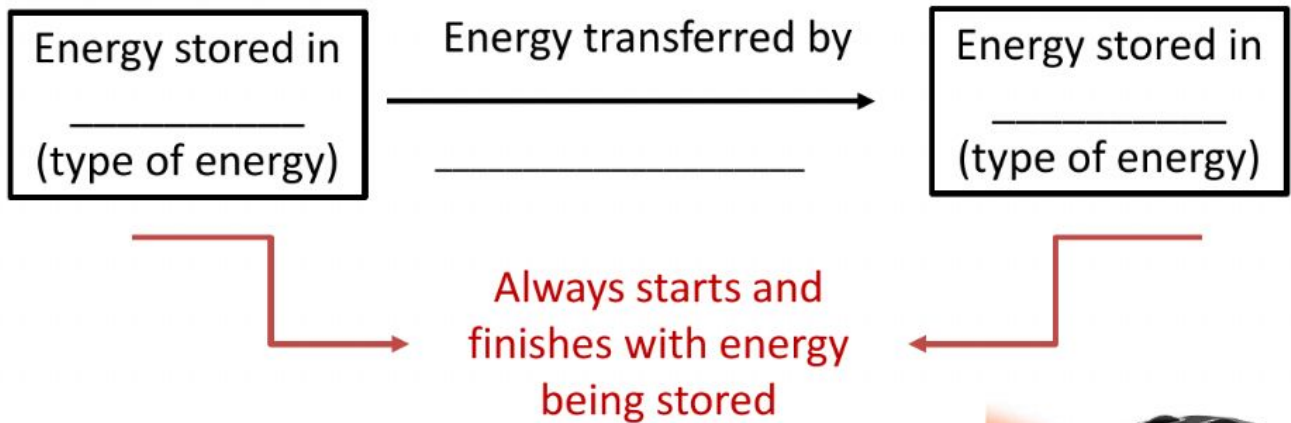 Energy stored in
__________
(type of energy)
Energy transferred by
________________
Energy stored in
__________
(type of energy)
Always starts and
finishes with energy
being stored